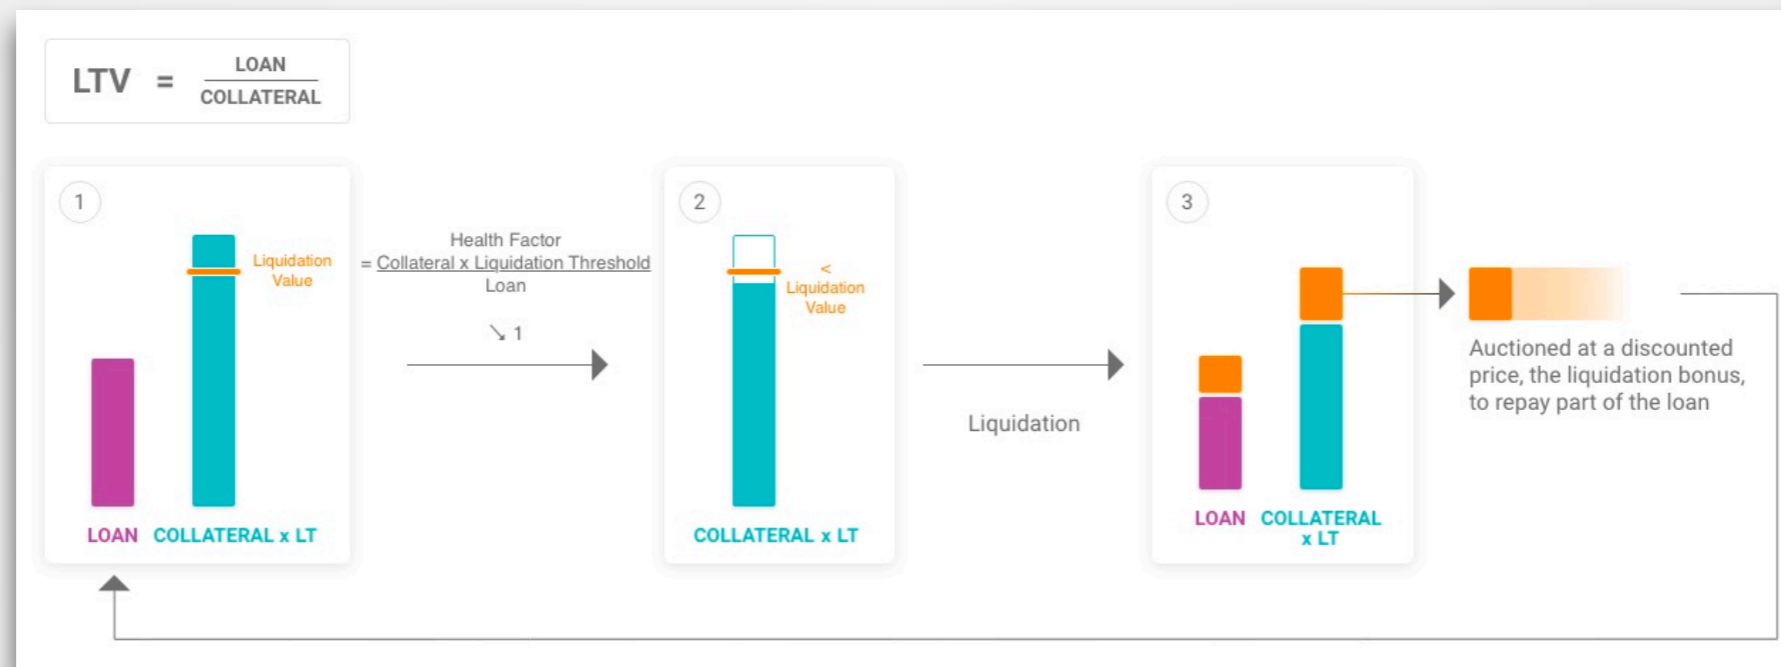 LTV = LOAN
COLLATERAL
1
Liquidation
Value
LOAN COLLATERAL x LT
Health Factor
= Collateral x Liquidation Threshold
Loan
↘ 1
2
<
Liquidation
Value
COLLATERAL x LT
Liquidation
3
LOAN COLLATERAL
x LT
Auctioned at a discounted
price, the liquidation bonus,
to repay part of the loan